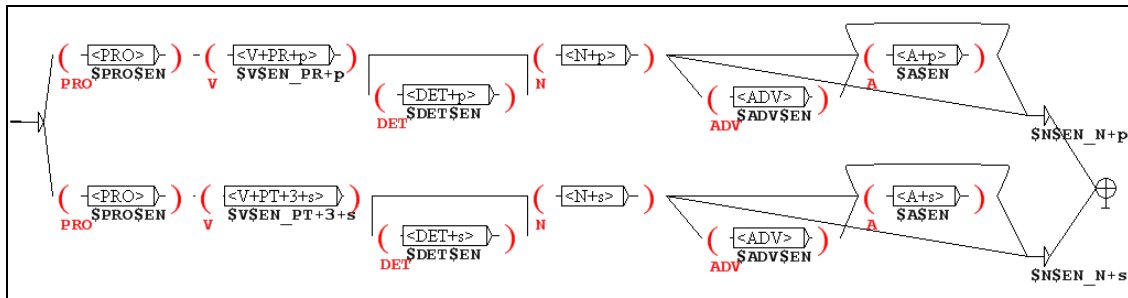 ( <PRO> ) ( <V+PR+p> ) ( <N+p> ) ( <A+p> )
PRO $PRO$EN V $V$EN_PR+p N A $A$EN
( <DET+p> ) ( <ADV> )
DET $DET$EN ADV $ADV$EN
$N$EN_N+p
( <PRO> ) ( <V+PT+3+s> ) ( <N+s> ) ( <A+s> )
PRO $PRO$EN V $V$EN_PT+3+s N A $A$EN
( <DET+s> ) ( <ADV> )
DET $DET$EN ADV $ADV$EN
$N$EN_N+s